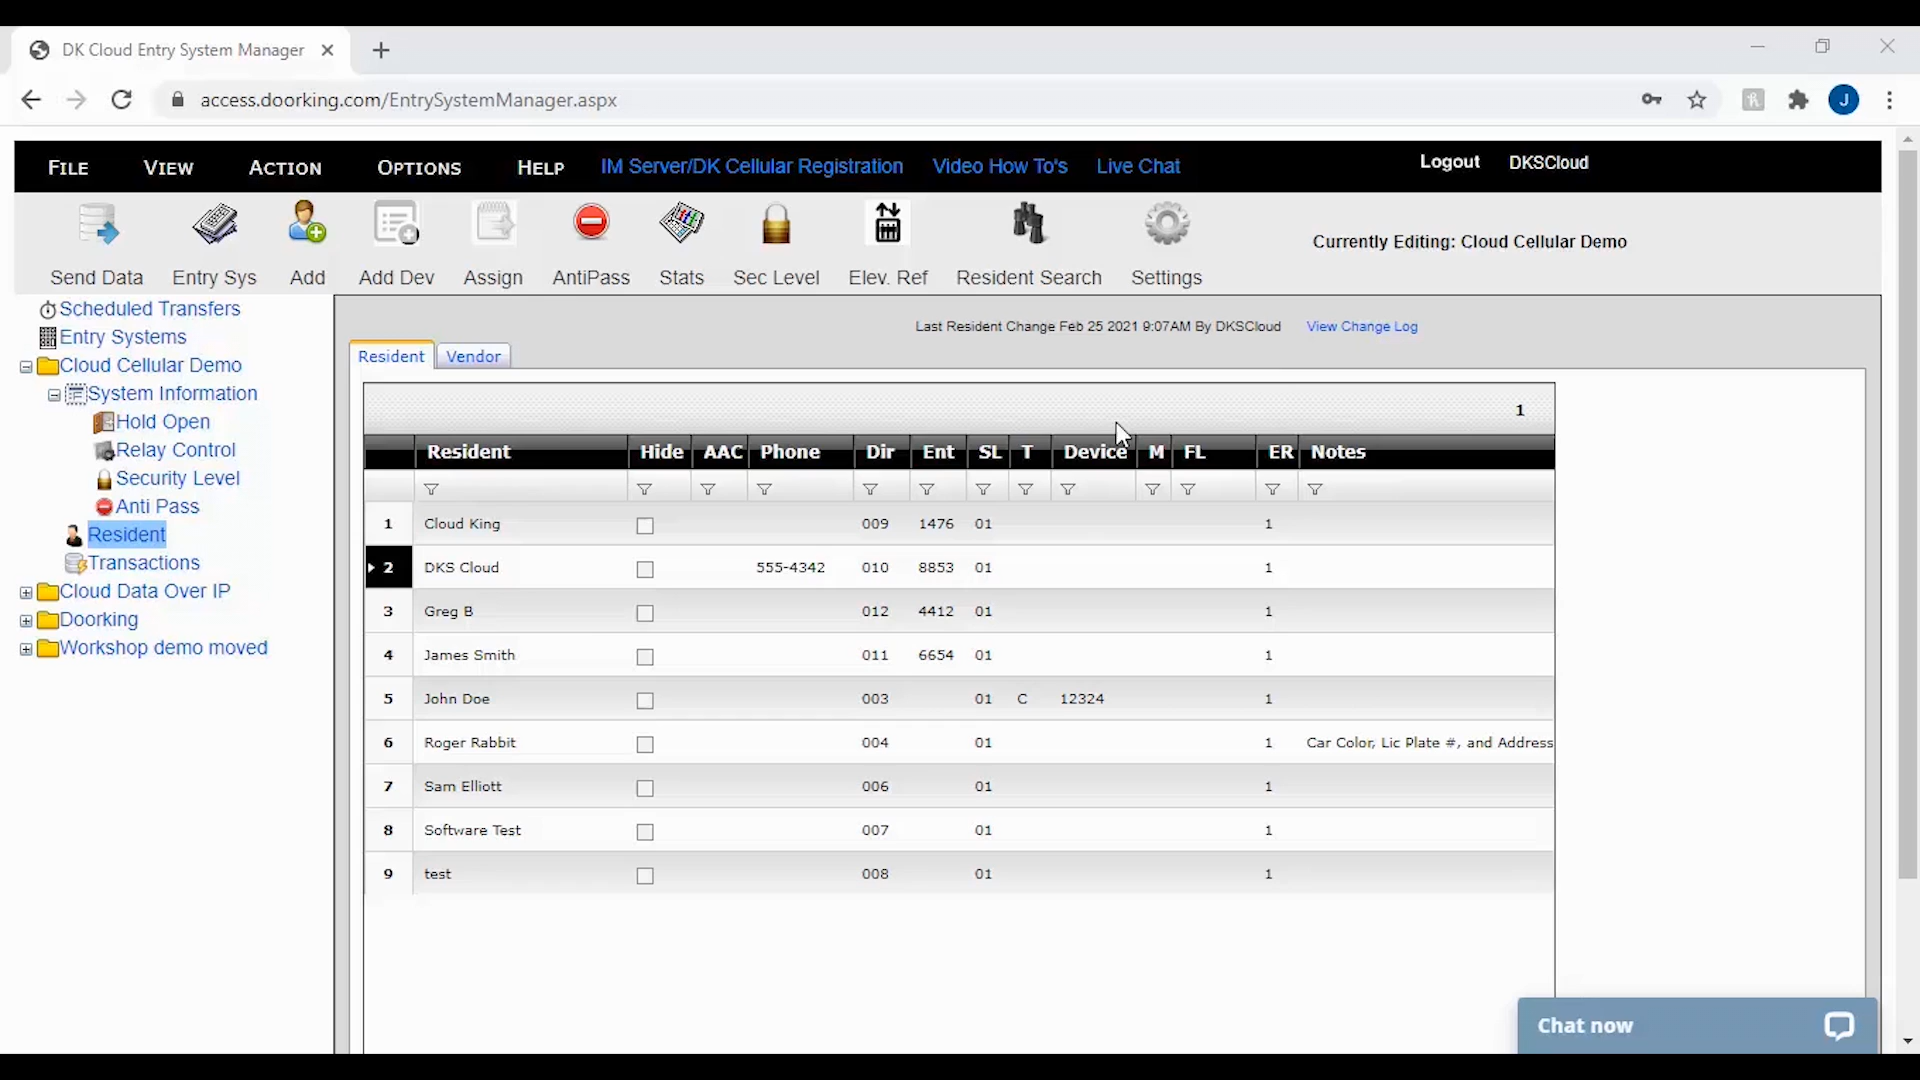 DK Cloud Entry System Manager
access.doorking.com/EntrySystemManager.aspx
J
FILE VIEW ACTION OPTIONS HELP IM Server/DK Cellular Registration Video How To's Live Chat Logout DKSCloud
Send Data Entry Sys Add Add Dev Assign AntiPass Stats Sec Level Elev. Ref Resident Search Settings
Currently Editing: Cloud Cellular Demo
Scheduled Transfers
Entry Systems
Cloud Cellular Demo
System Information
Hold Open
Relay Control
Security Level
Anti Pass
Resident
Transactions
Cloud Data Over IP
Doorking
Workshop demo moved
Last Resident Change Feb 25 2021 9:07AM By DKSCloud View Change Log
Resident Vendor
1
Resident Hide AAC Phone Dir Ent SL T Device M FL ER Notes
1 Cloud King 009 1476 01 1
2 DKS Cloud 555-4342 010 8853 01 1
3 Greg B 012 4412 01 1
4 James Smith 011 6654 01 1
5 John Doe 003 01 C 12324 1
6 Roger Rabbit 004 01 1 Car Color, Lic Plate #, and Address
7 Sam Elliott 006 01 1
8 Software Test 007 01 1
9 test 008 01 1
Chat now